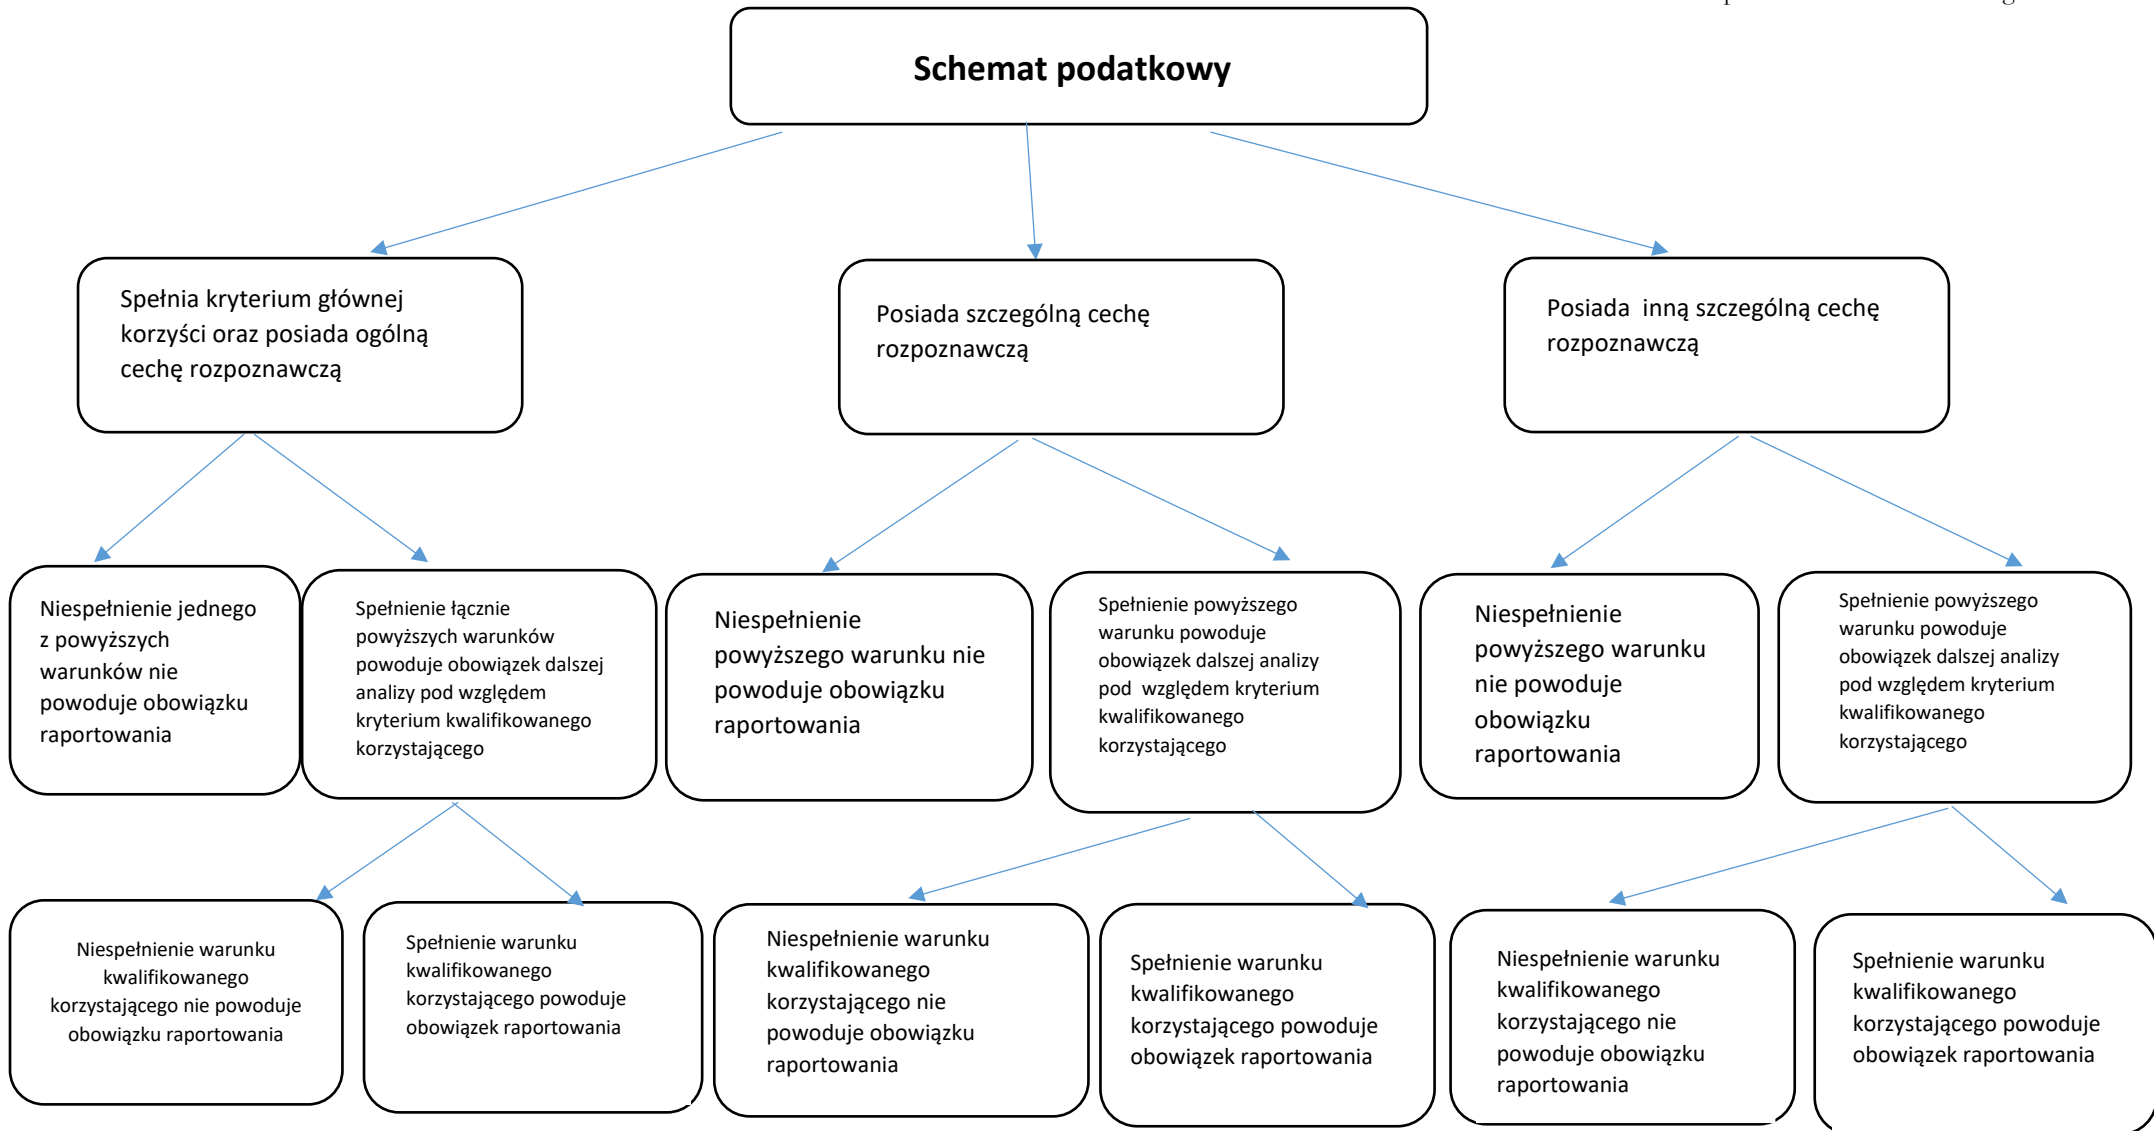 Schemat podatkowy
Spełnia kryterium głównej
korzyści oraz posiada ogólną
cechę rozpoznawczą
Posiada szczególną cechę
rozpoznawczą
Posiada inną szczególną cechę
rozpoznawczą
Niespełnienie jednego
z powyższych
warunków nie
powoduje obowiązku
raportowania
Spełnienie łącznie
powyższych warunków
powoduje obowiązek dalszej
analizy pod względem
kryterium kwalifikowanego
korzystającego
Niespełnienie
powyższego warunku nie
powoduje obowiązku
raportowania
Spełnienie powyższego
warunku powoduje
obowiązek dalszej analizy
pod względem kryterium
kwalifikowanego
korzystającego
Niespełnienie
powyższego warunku
nie powoduje
obowiązku
raportowania
Spełnienie powyższego
warunku powoduje
obowiązek dalszej analizy
pod względem kryterium
kwalifikowanego
korzystającego
Niespełnienie warunku
kwalifikowanego
korzystającego nie powoduje
obowiązku raportowania
Spełnienie warunku
kwalifikowanego
korzystającego powoduje
obowiązek raportowania
Niespełnienie warunku
kwalifikowanego
korzystającego nie
powoduje obowiązku
raportowania
Spełnienie warunku
kwalifikowanego
korzystającego powoduje
obowiązek raportowania
Niespełnienie warunku
kwalifikowanego
korzystającego nie
powoduje obowiązku
raportowania
Spełnienie warunku
kwalifikowanego
korzystającego powoduje
obowiązek raportowania